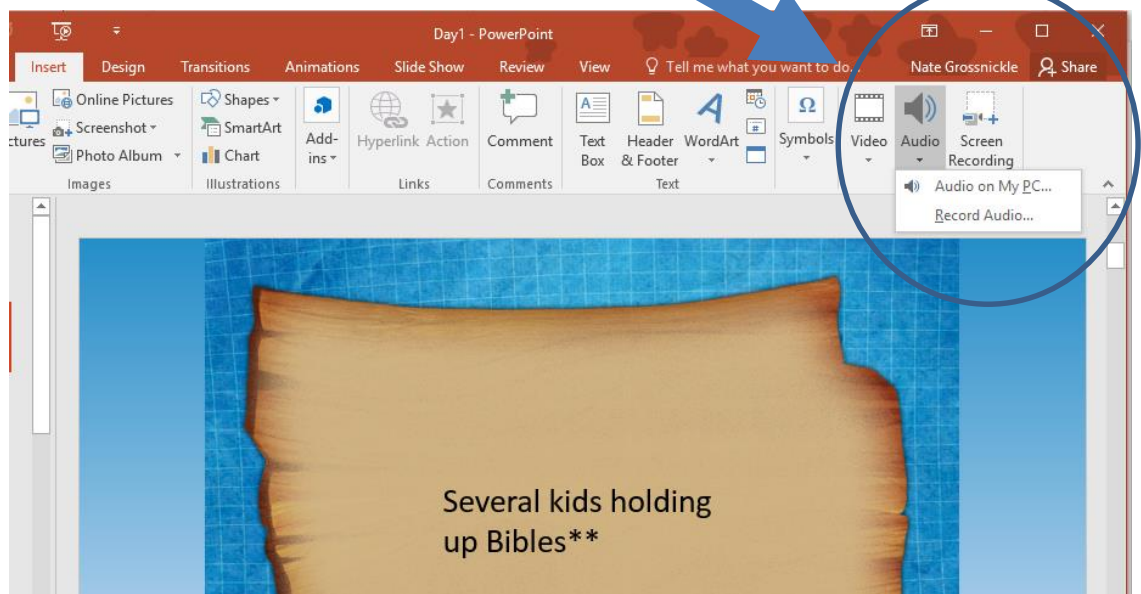 Day1 - PowerPoint
Insert Design Transitions Animations Slide Show Review View Tell me what you want to do... Nate Grossnickle Share
Online Pictures
Screenshot
Photo Album
ctures
Images
Shapes
SmartArt
Chart
Illustrations
Add-
ins
Hyperlink Action
Links
Comment
Comments
Text
Box
Header
& Footer
WordArt
Text
Symbols
Video
Audio
Screen
Recording
Audio on My PC...
Record Audio...
Several kids holding
up Bibles**